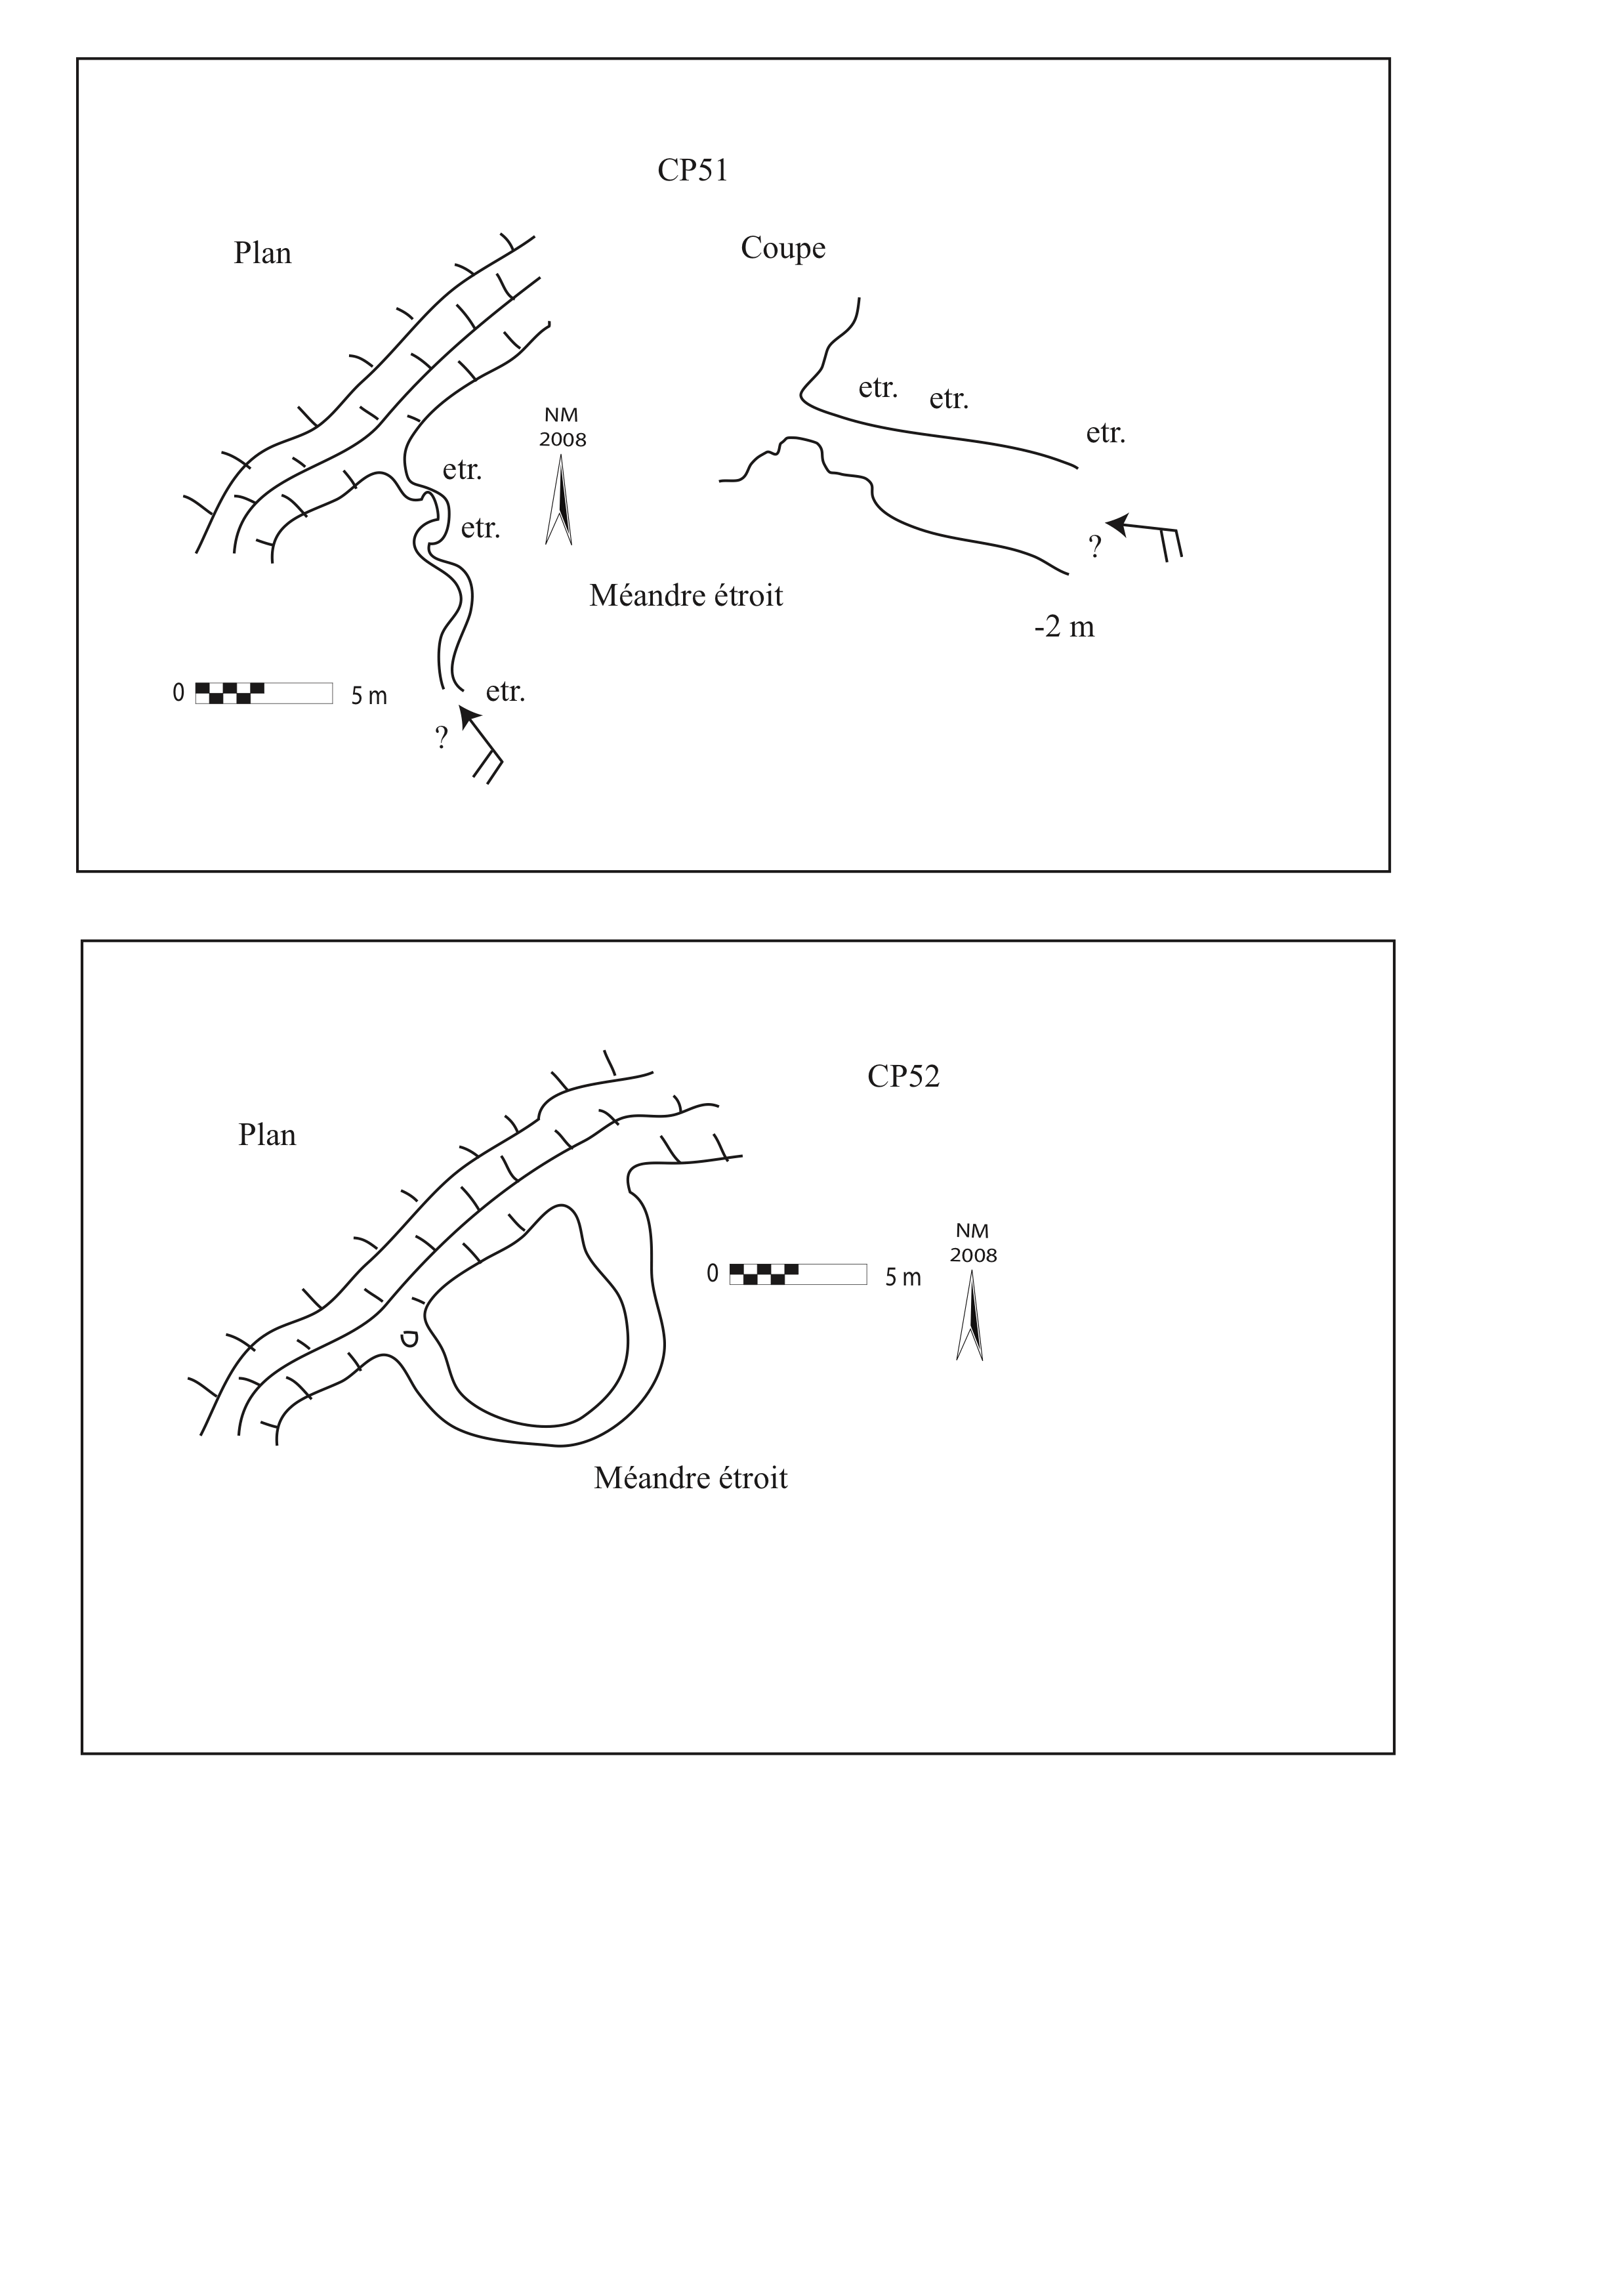 CP51
Plan
Coupe
etr.
etr.
etr.
NM
2008
etr.
etr.
?
Méandre étroit
-2 m
0
5 m
etr.
?
CP52
Plan
NM
2008
0
5 m
Méandre étroit